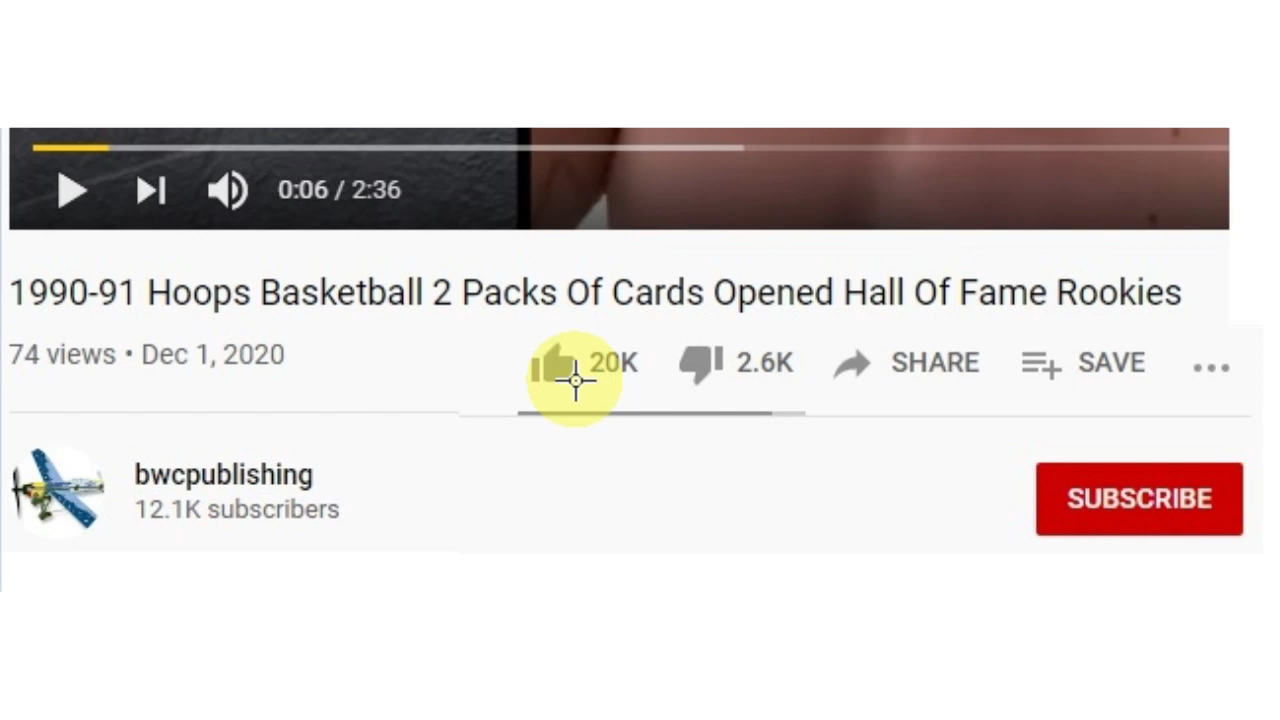 0:06 / 2:36
1990-91 Hoops Basketball 2 Packs Of Cards Opened Hall Of Fame Rookies
74 views • Dec 1, 2020 20K 2.6K SHARE SAVE
bwcpublishing
12.1K subscribers
SUBSCRIBE